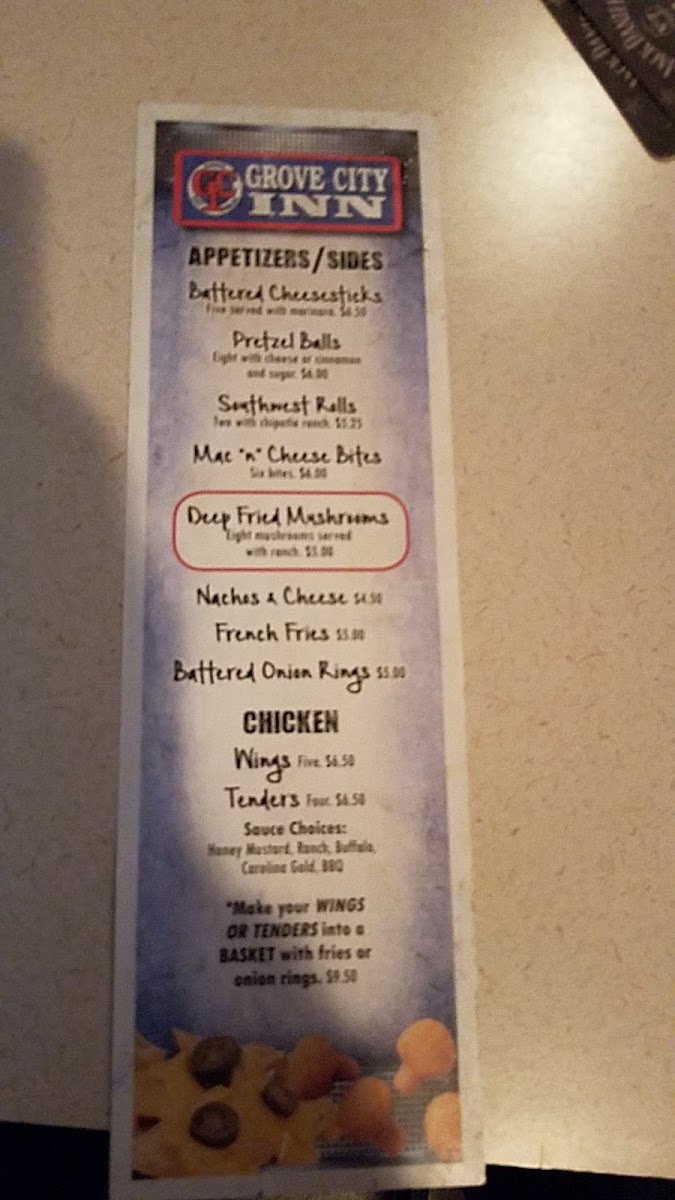 GROVE CITY
INN
APPETIZERS/SIDES
Battered Cheesesticks
Five served with marinara. $6.50
Pretzel Balls
Eight with cheese or cinnamon
and sugar. $6.00
Southwest Rolls
Two with chipotle ranch. $5.25
Mac "n" Cheese Bites
Six bites. $6.00
Deep Fried Mushrooms
Eight mushrooms served
with ranch. $5.00
Nachos & Cheese $4.50
French Fries $5.00
Battered Onion Rings $5.00
CHICKEN
Wings Five. $6.50
Tenders Four. $6.50
Sauce Choices:
Honey Mustard, Ranch, Buffalo,
Carolina Gold, BBQ
*Make your WINGS
OR TENDERS into a
BASKET with fries or
onion rings. $9.50